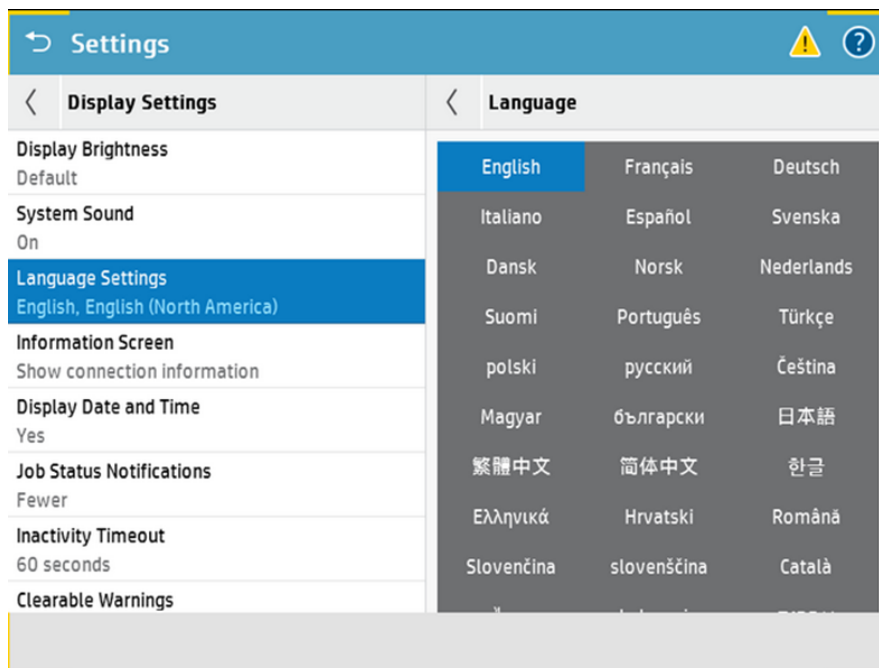 Settings
Display Settings
Language
Display Brightness
Default
System Sound
On
Language Settings
English, English (North America)
Information Screen
Show connection information
Display Date and Time
Yes
Job Status Notifications
Fewer
Inactivity Timeout
60 seconds
Clearable Warnings
English Français Deutsch
Italiano Español Svenska
Dansk Norsk Nederlands
Suomi Português Türkçe
polski русский Čeština
Magyar български 日本語
繁體中文 简体中文 한글
Ελληνικά Hrvatski Română
Slovenčina slovenščina Català